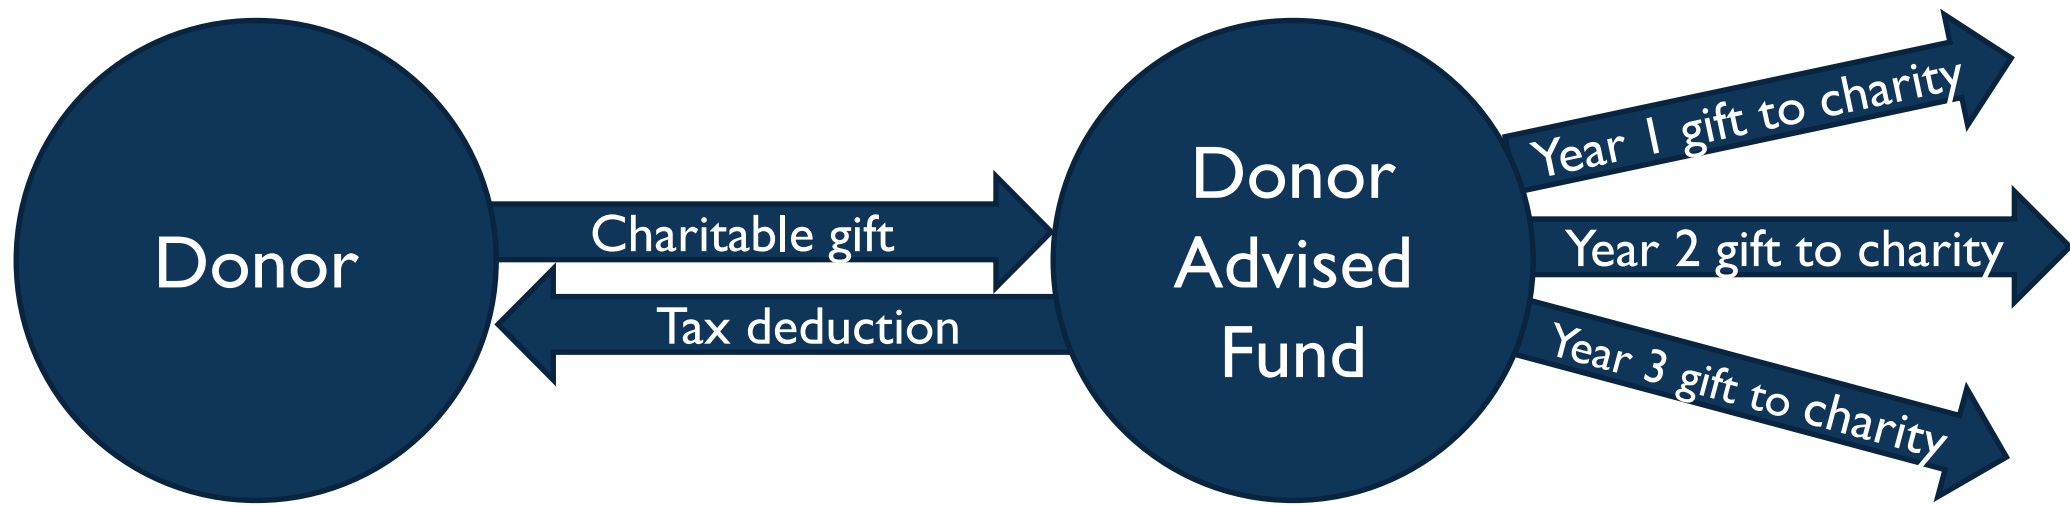 Donor
Charitable gift
Tax deduction
Donor
Advised
Fund
Year 1 gift to charity
Year 2 gift to charity
Year 3 gift to charity